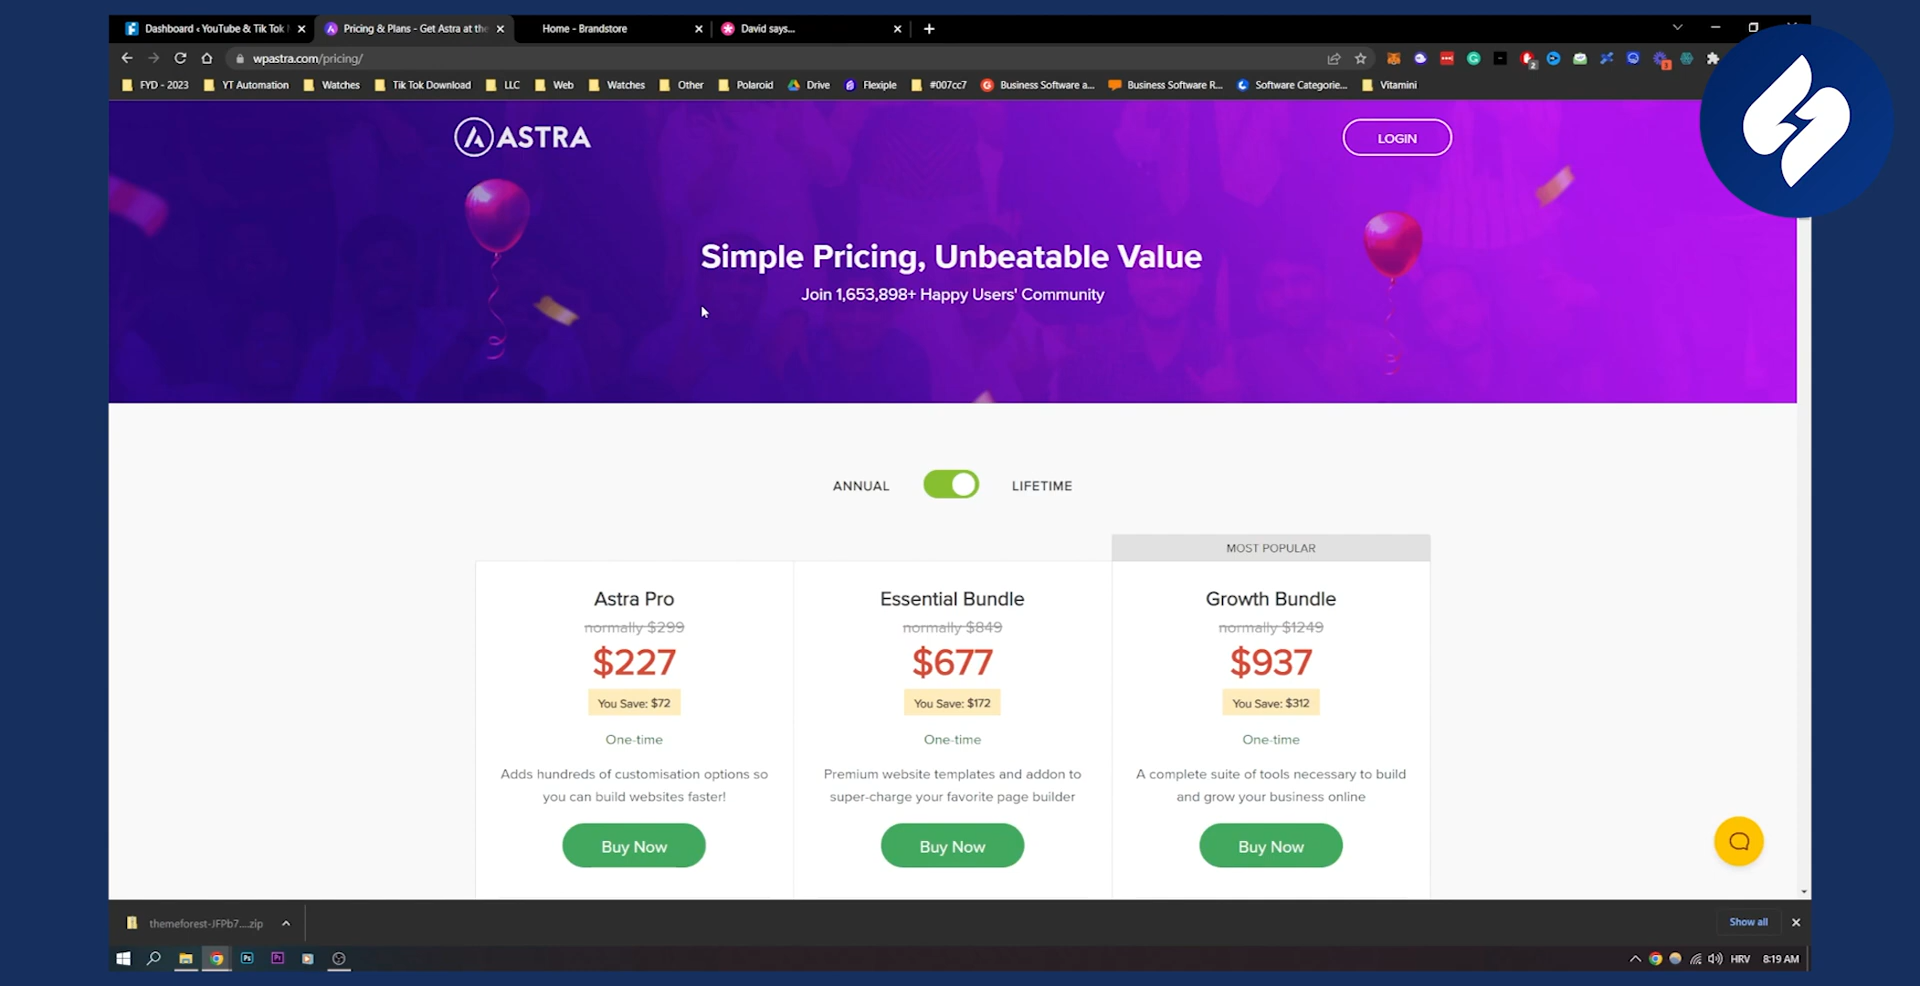 Dashboard ‹ YouTube & Tik Tok
Pricing & Plans - Get Astra at the
Home - Brandstore
David says...
wpastra.com/pricing/
FYD - 2023
YT Automation
Watches
Tik Tok Download
LLC
Web
Watches
Other
Polaroid
Drive
Flexiple
#007cc7
Business Software a...
Business Software R...
Software Categorie...
Vitamini
ASTRA
LOGIN
Simple Pricing, Unbeatable Value
Join 1,653,898+ Happy Users' Community
ANNUAL
LIFETIME
MOST POPULAR
Astra Pro
normally $299
$227
You Save: $72
One-time
Adds hundreds of customisation options so
you can build websites faster!
Buy Now
Essential Bundle
normally $849
$677
You Save: $172
One-time
Premium website templates and addon to
super-charge your favorite page builder
Buy Now
Growth Bundle
normally $1249
$937
You Save: $312
One-time
A complete suite of tools necessary to build
and grow your business online
Buy Now
themeforest-JFPb7....zip
Show all
Ps
Pr
HRV
8:19 AM